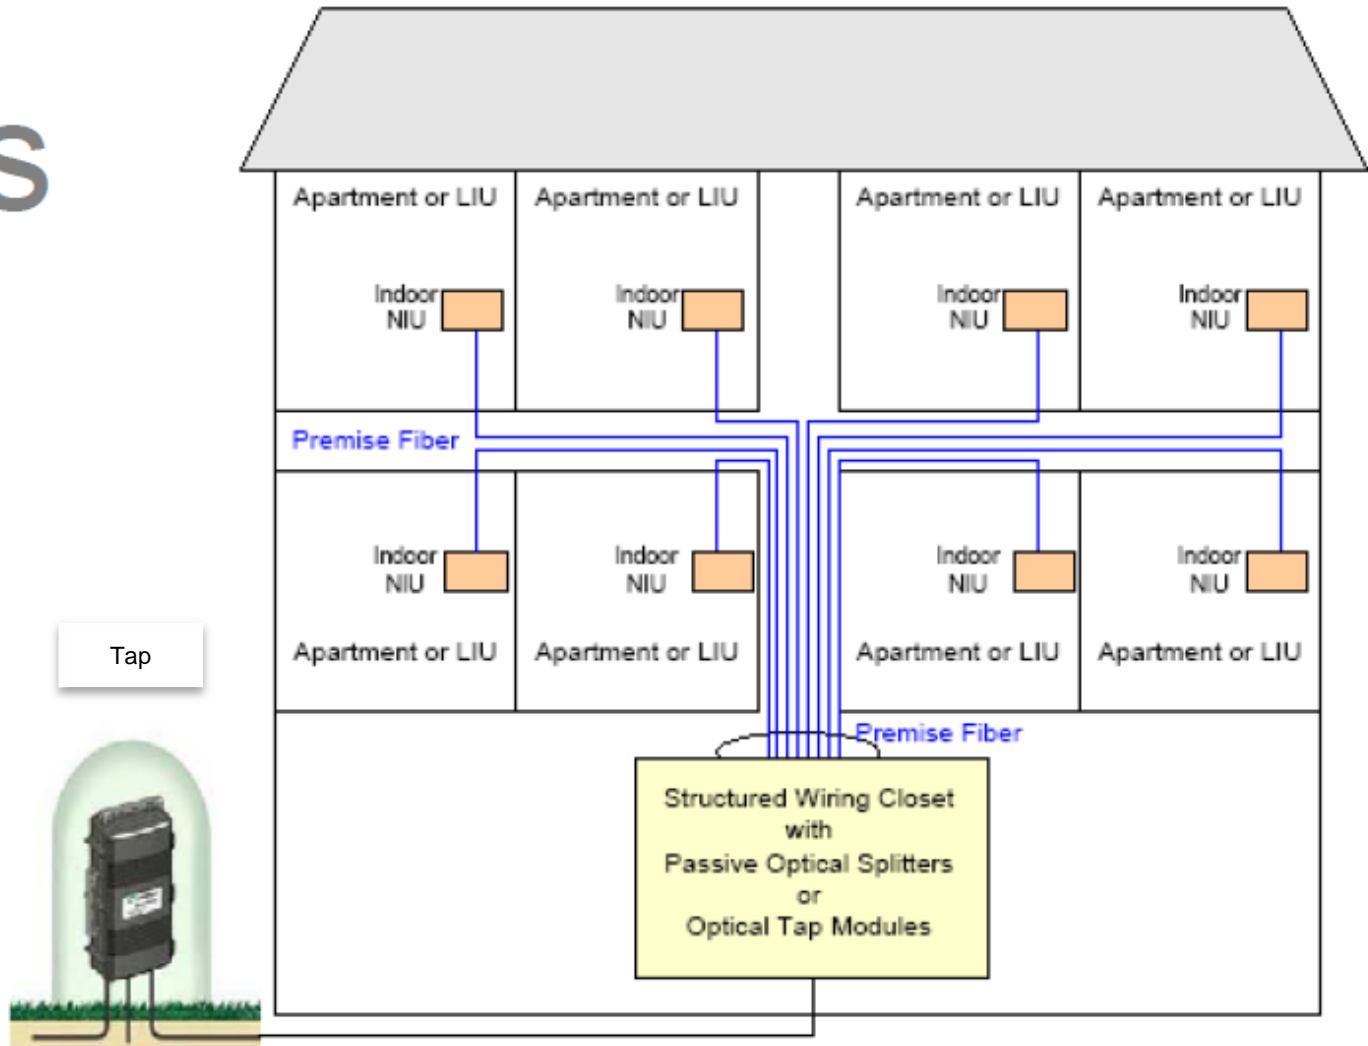 S
Apartment or LIU
Apartment or LIU
Apartment or LIU
Apartment or LIU
Indoor
NIU
Indoor
NIU
Indoor
NIU
Indoor
NIU
Premise Fiber
Indoor
NIU
Indoor
NIU
Indoor
NIU
Indoor
NIU
Apartment or LIU
Apartment or LIU
Apartment or LIU
Apartment or LIU
Tap
Premise Fiber
Structured Wiring Closet
with
Passive Optical Splitters
or
Optical Tap Modules